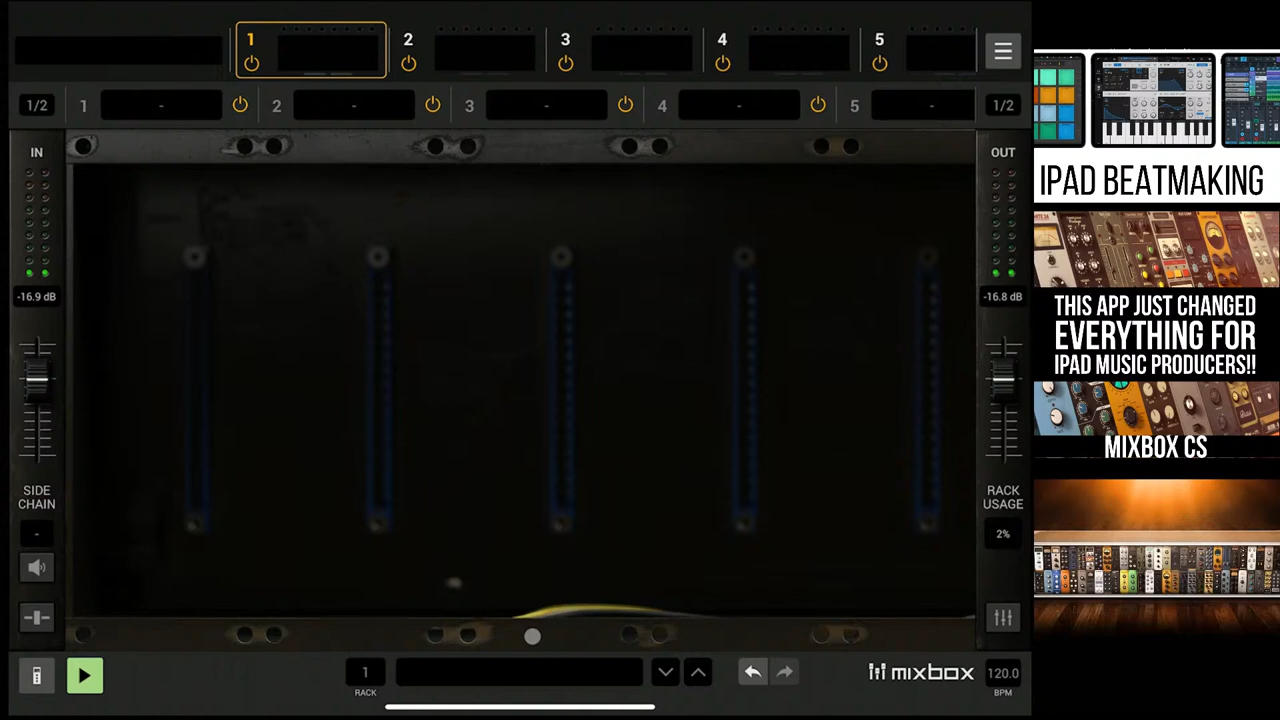 1 2 3 4 5
1/2 1 - 2 - 3 - 4 - 5 - 1/2
IN
OUT
-16.9 dB
-16.8 dB
SIDE
CHAIN
-
RACK
USAGE
2%
1
RACK
mixbox
120.0
BPM
IPAD BEATMAKING
THIS APP JUST CHANGED
EVERYTHING FOR
IPAD MUSIC PRODUCERS!!
MIXBOX CS